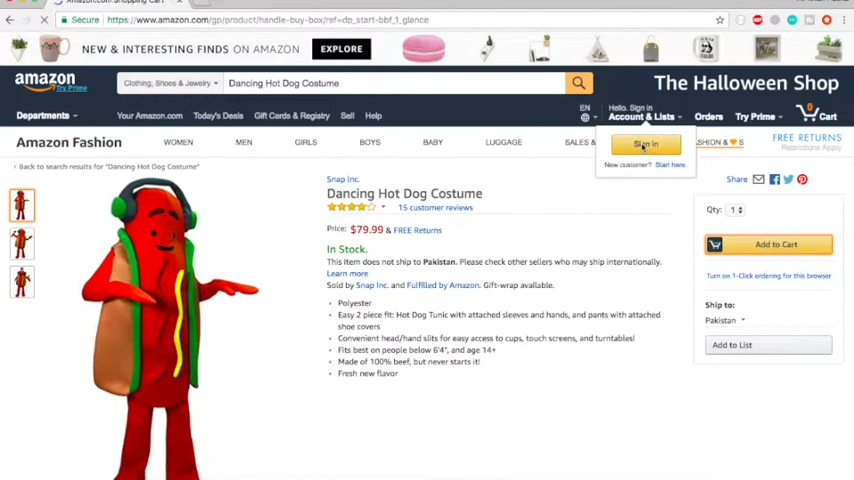 Amazon.com Shopping Cart
Secure
https://www.amazon.com/gp/product/handle-buy-box/ref=dp_start-bbf_1_glance
NEW & INTERESTING FINDS ON AMAZON
EXPLORE
amazon
Try Prime
Clothing, Shoes & Jewelry
Dancing Hot Dog Costume
The Halloween Shop
Departments
Your Amazon.com
Today's Deals
Gift Cards & Registry
Sell
Help
EN
Hello. Sign in
Account & Lists
Orders
Try Prime
0
Cart
Amazon Fashion
WOMEN
MEN
GIRLS
BOYS
BABY
LUGGAGE
SALES &
FREE RETURNS
Restrictions Apply
Sign in
New customer? Start here.
Back to search results for "Dancing Hot Dog Costume"
Snap Inc.
Dancing Hot Dog Costume
15 customer reviews
Price: $79.99 & FREE Returns
In Stock.
This item does not ship to Pakistan. Please check other sellers who may ship internationally.
Learn more
Sold by Snap Inc. and Fulfilled by Amazon. Gift-wrap available.
• Polyester
• Easy 2 piece fit: Hot Dog Tunic with attached sleeves and hands, and pants with attached
shoe covers
• Convenient head/hand slits for easy access to cups, touch screens, and turntables!
• Fits best on people below 6'4", and age 14+
• Made of 100% beef, but never starts it!
• Fresh new flavor
Share
Qty: 1
Add to Cart
Turn on 1-Click ordering for this browser
Ship to:
Pakistan
Add to List